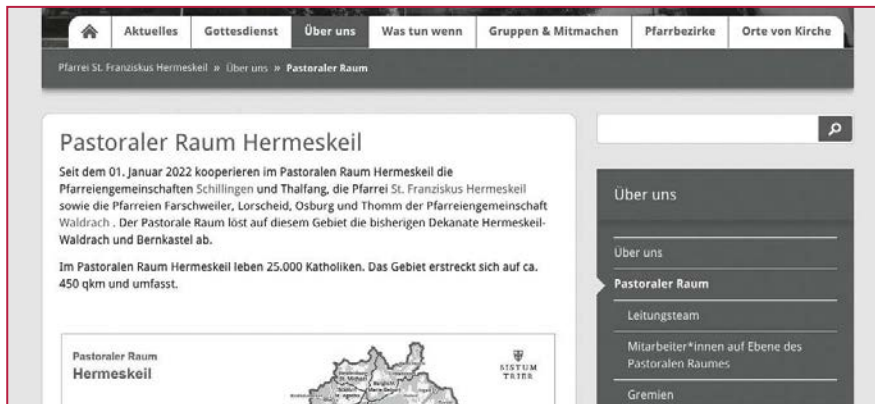 Aktuelles Gottesdienst Über uns Was tun wenn Gruppen & Mitmachen Pfarrbezirke Orte von Kirche
Pfarrei St. Franziskus Hermeskeil » Über uns » Pastoraler Raum
Pastoraler Raum Hermeskeil
Seit dem 01. Januar 2022 kooperieren im Pastoralen Raum Hermeskeil die
Pfarreiengemeinschaften Schillingen und Thalfang, die Pfarrei St. Franziskus Hermeskeil
sowie die Pfarreien Farschweiler, Lorscheid, Osburg und Thomm der Pfarreiengemeinschaft
Waldrach . Der Pastorale Raum löst auf diesem Gebiet die bisherigen Dekanate Hermeskeil-
Waldrach und Bernkastel ab.
Im Pastoralen Raum Hermeskeil leben 25.000 Katholiken. Das Gebiet erstreckt sich auf ca.
450 qkm und umfasst.
Pastoraler Raum
Hermeskeil
BISTUM
TRIER
Über uns
Über uns
Pastoraler Raum
Leitungsteam
Mitarbeiter*innen auf Ebene des
Pastoralen Raumes
Gremien